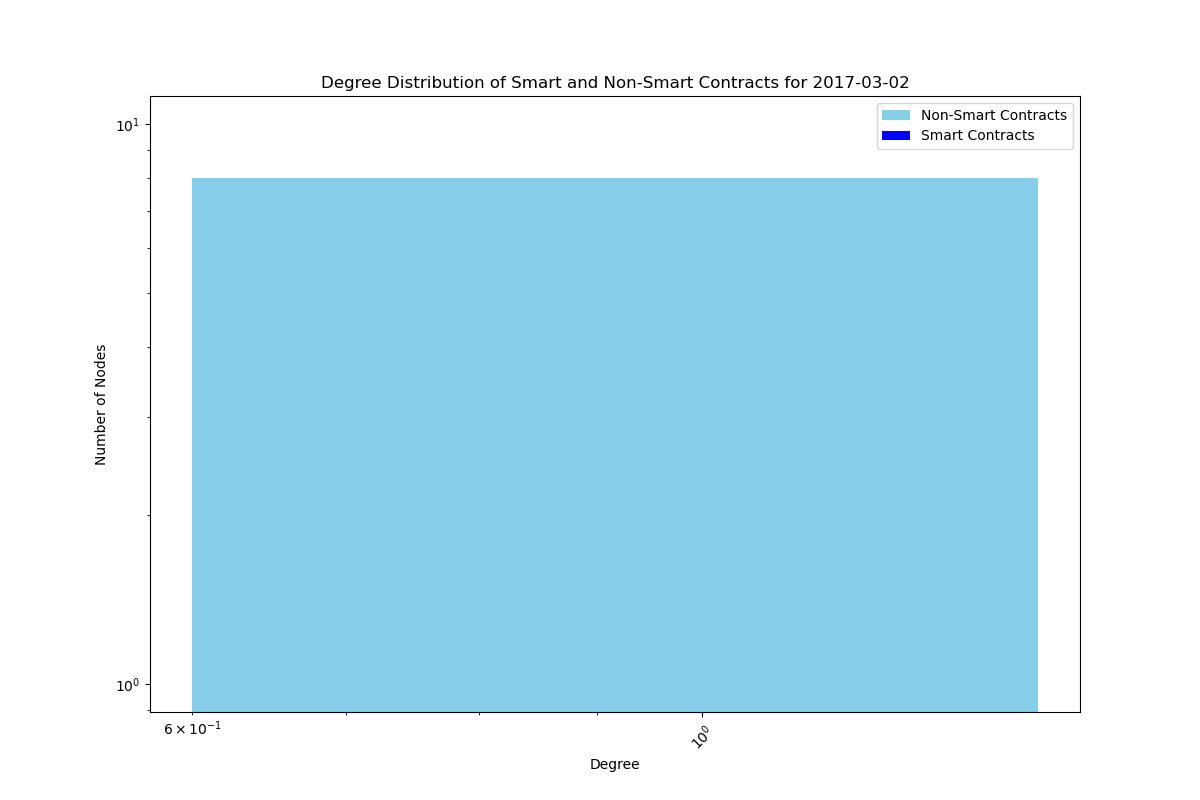 Degree Distribution of Smart and Non-Smart Contracts for 2017-03-02
Non-Smart Contracts
Smart Contracts
10¹
10⁰
Number of Nodes
6 × 10⁻¹
10⁰
Degree